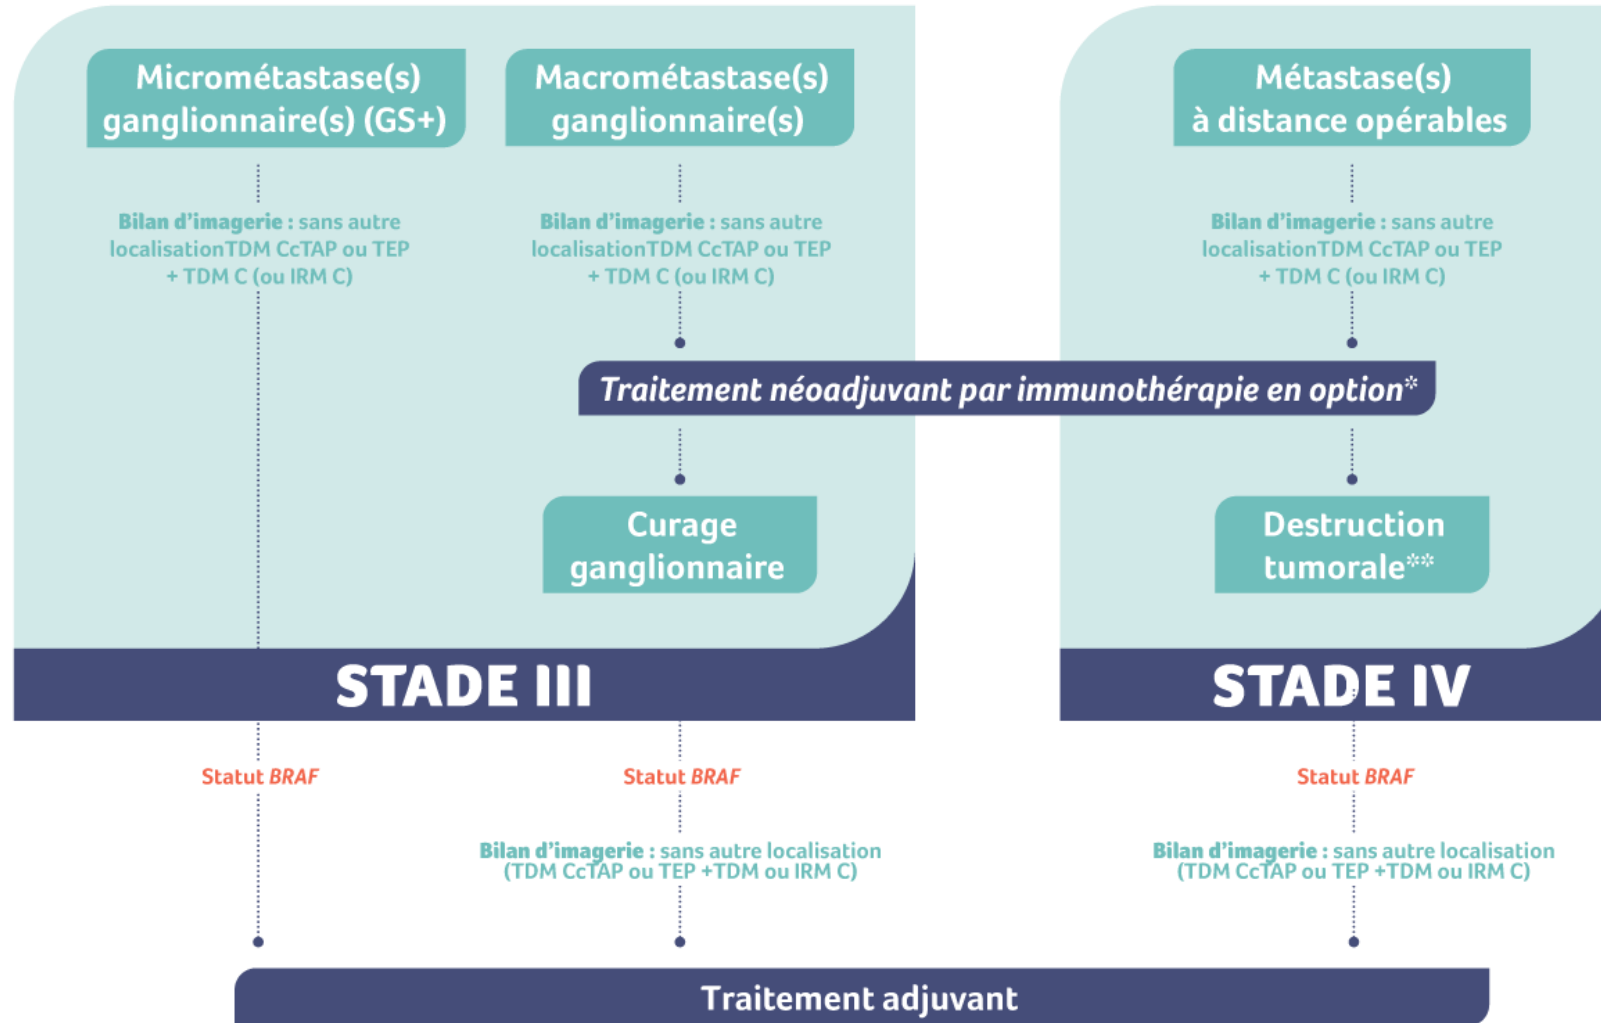 Micrométastase(s)
ganglionnaire(s) (GS+)
Bilan d'imagerie : sans autre
localisationTDM CcTAP ou TEP
+ TDM C (ou IRM C)
Macrométastase(s)
ganglionnaire(s)
Bilan d'imagerie : sans autre
localisationTDM CcTAP ou TEP
+ TDM C (ou IRM C)
Métastase(s)
à distance opérables
Bilan d'imagerie : sans autre
localisationTDM CcTAP ou TEP
+ TDM C (ou IRM C)
Traitement néoadjuvant par immunothérapie en option*
Curage
ganglionnaire
Destruction
tumorale**
STADE III
STADE IV
Statut BRAF
Statut BRAF
Statut BRAF
Bilan d'imagerie : sans autre localisation
(TDM CcTAP ou TEP +TDM ou IRM C)
Bilan d'imagerie : sans autre localisation
(TDM CcTAP ou TEP +TDM ou IRM C)
Traitement adjuvant